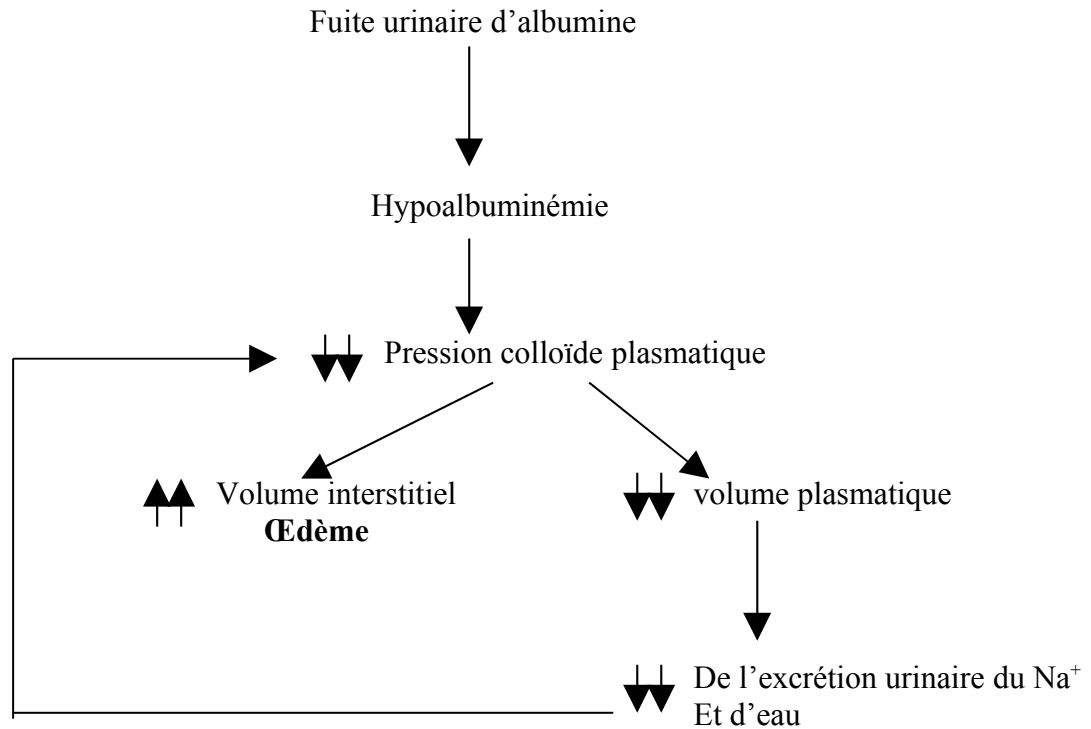 Fuite urinaire d’albumine
Hypoalbuminémie
Pression colloïde plasmatique
Volume interstitiel
Œdème
volume plasmatique
De l’excrétion urinaire du Na⁺
Et d’eau